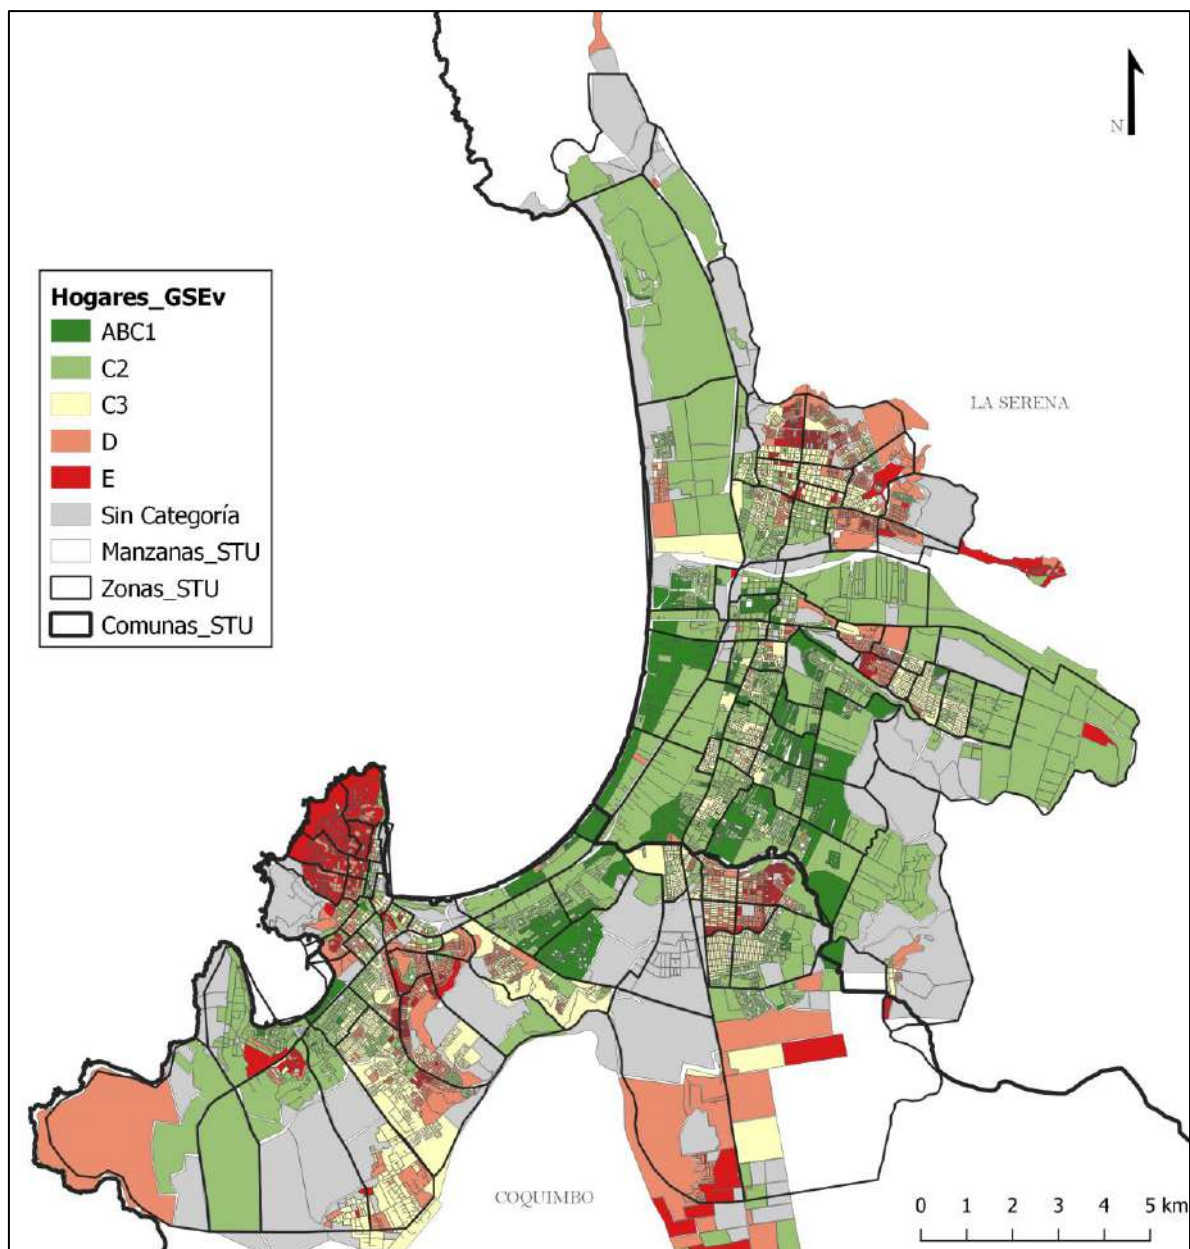 N
Hogares_GSEv
ABC1
C2
C3
D
E
Sin Categoría
Manzanas_STU
Zonas_STU
Comunas_STU
LA SERENA
COQUIMBO
0 1 2 3 4 5 km